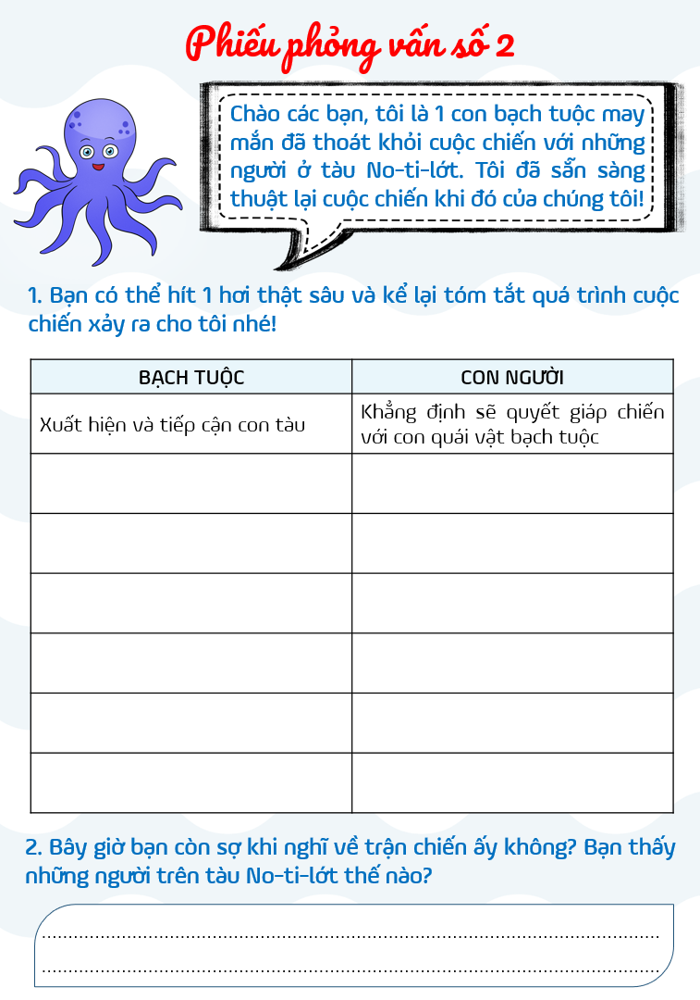 Phiếu phỏng vấn số 2
Chào các bạn, tôi là 1 con bạch tuộc may
mắn đã thoát khỏi cuộc chiến với những
người ở tàu No-ti-lớt. Tôi đã sẵn sàng
thuật lại cuộc chiến khi đó của chúng tôi!
1. Bạn có thể hít 1 hơi thật sâu và kể lại tóm tắt quá trình cuộc
chiến xảy ra cho tôi nhé!
BẠCH TUỘC
CON NGƯỜI
Xuất hiện và tiếp cận con tàu
Khẳng định sẽ quyết giáp chiến
với con quái vật bạch tuộc
2. Bây giờ bạn còn sợ khi nghĩ về trận chiến ấy không? Bạn thấy
những người trên tàu No-ti-lớt thế nào?